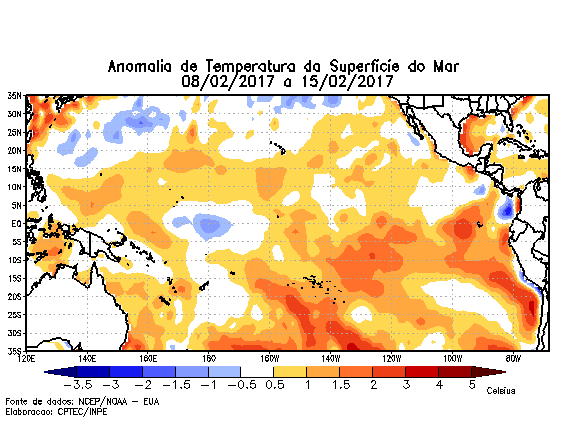 Anomalia de Temperatura da Superfície do Mar
08/02/2017 a 15/02/2017
35N
30N
25N
20N
15N
10N
5N
EQ
5S
10S
15S
20S
25S
30S
35S
120E 140E 160E 180 160W 140W 120W 100W 80W
−3.5 −3 −2 −1.5 −1 −0.5 0.5 1 1.5 2 3 4 5
Celsius
Fonte de dados: NCEP/NOAA − EUA
Elaboracao: CPTEC/INPE